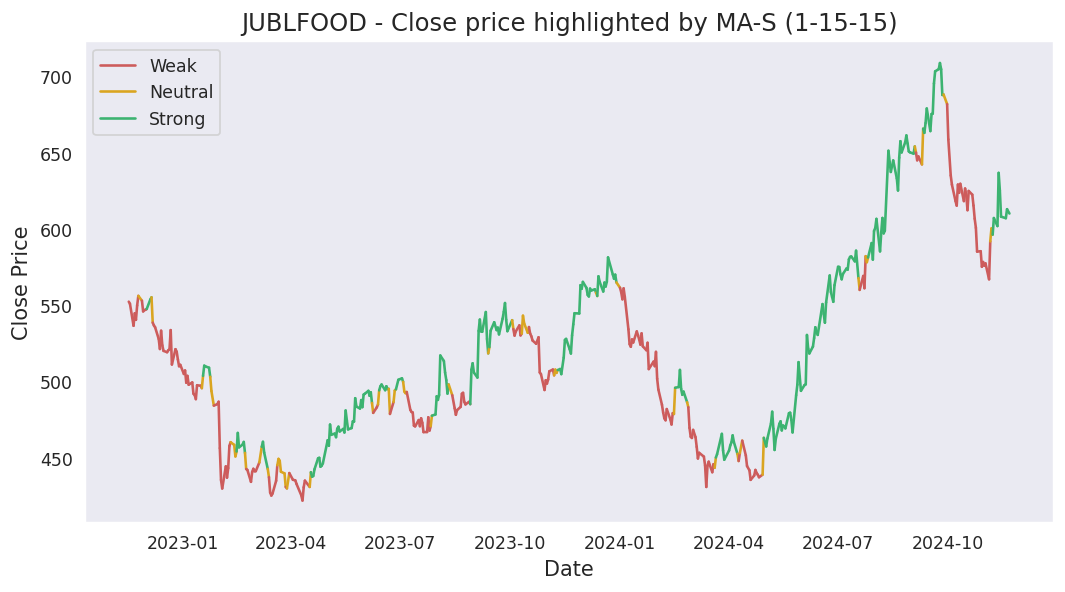 JUBLFOOD - Close price highlighted by MA-S (1-15-15)
Weak
Neutral
Strong
Close Price
700
650
600
550
500
450
2023-01 2023-04 2023-07 2023-10 2024-01 2024-04 2024-07 2024-10
Date